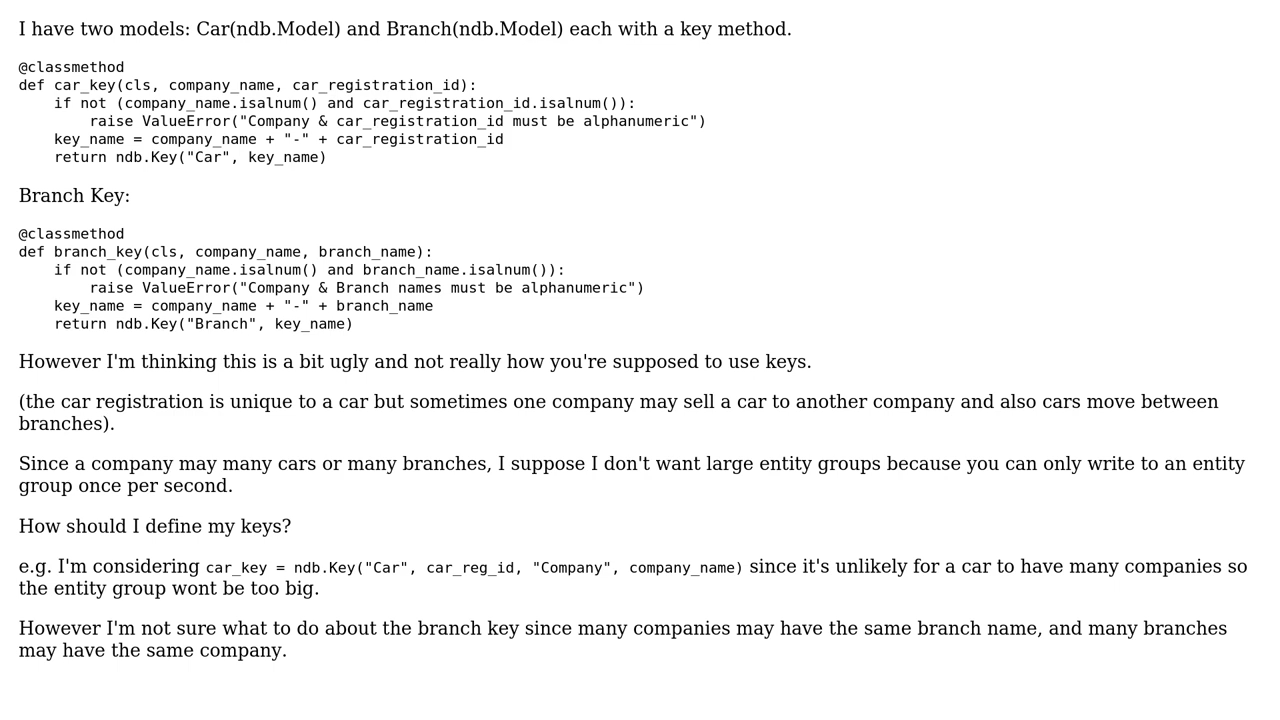 I have two models: Car(ndb.Model) and Branch(ndb.Model) each with a key method.
@classmethod
def car_key(cls, company_name, car_registration_id):
    if not (company_name.isalnum() and car_registration_id.isalnum()):
        raise ValueError("Company & car_registration_id must be alphanumeric")
    key_name = company_name + "-" + car_registration_id
    return ndb.Key("Car", key_name)
Branch Key:
@classmethod
def branch_key(cls, company_name, branch_name):
    if not (company_name.isalnum() and branch_name.isalnum()):
        raise ValueError("Company & Branch names must be alphanumeric")
    key_name = company_name + "-" + branch_name
    return ndb.Key("Branch", key_name)
However I'm thinking this is a bit ugly and not really how you're supposed to use keys.
(the car registration is unique to a car but sometimes one company may sell a car to another company and also cars move between
branches).
Since a company may many cars or many branches, I suppose I don't want large entity groups because you can only write to an entity
group once per second.
How should I define my keys?
e.g. I'm considering car_key = ndb.Key("Car", car_reg_id, "Company", company_name) since it's unlikely for a car to have many companies so
the entity group wont be too big.
However I'm not sure what to do about the branch key since many companies may have the same branch name, and many branches
may have the same company.